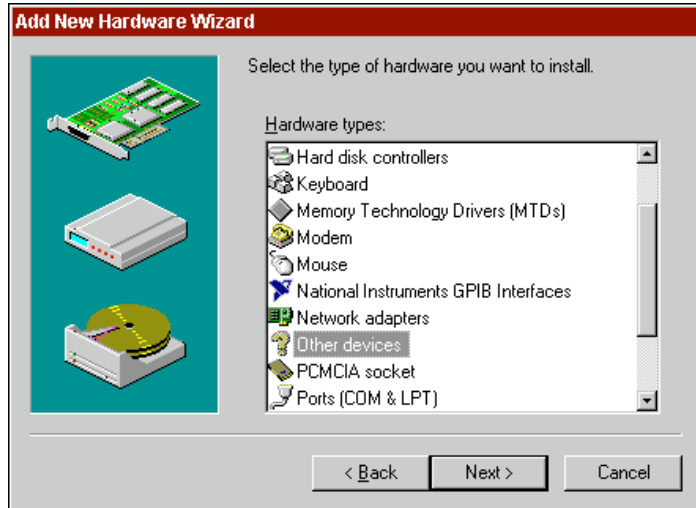 Add New Hardware Wizard
Select the type of hardware you want to install.
Hardware types:
Hard disk controllers
Keyboard
Memory Technology Drivers (MTDs)
Modem
Mouse
National Instruments GPIB Interfaces
Network adapters
Other devices
PCMCIA socket
Ports (COM & LPT)
< Back Next > Cancel